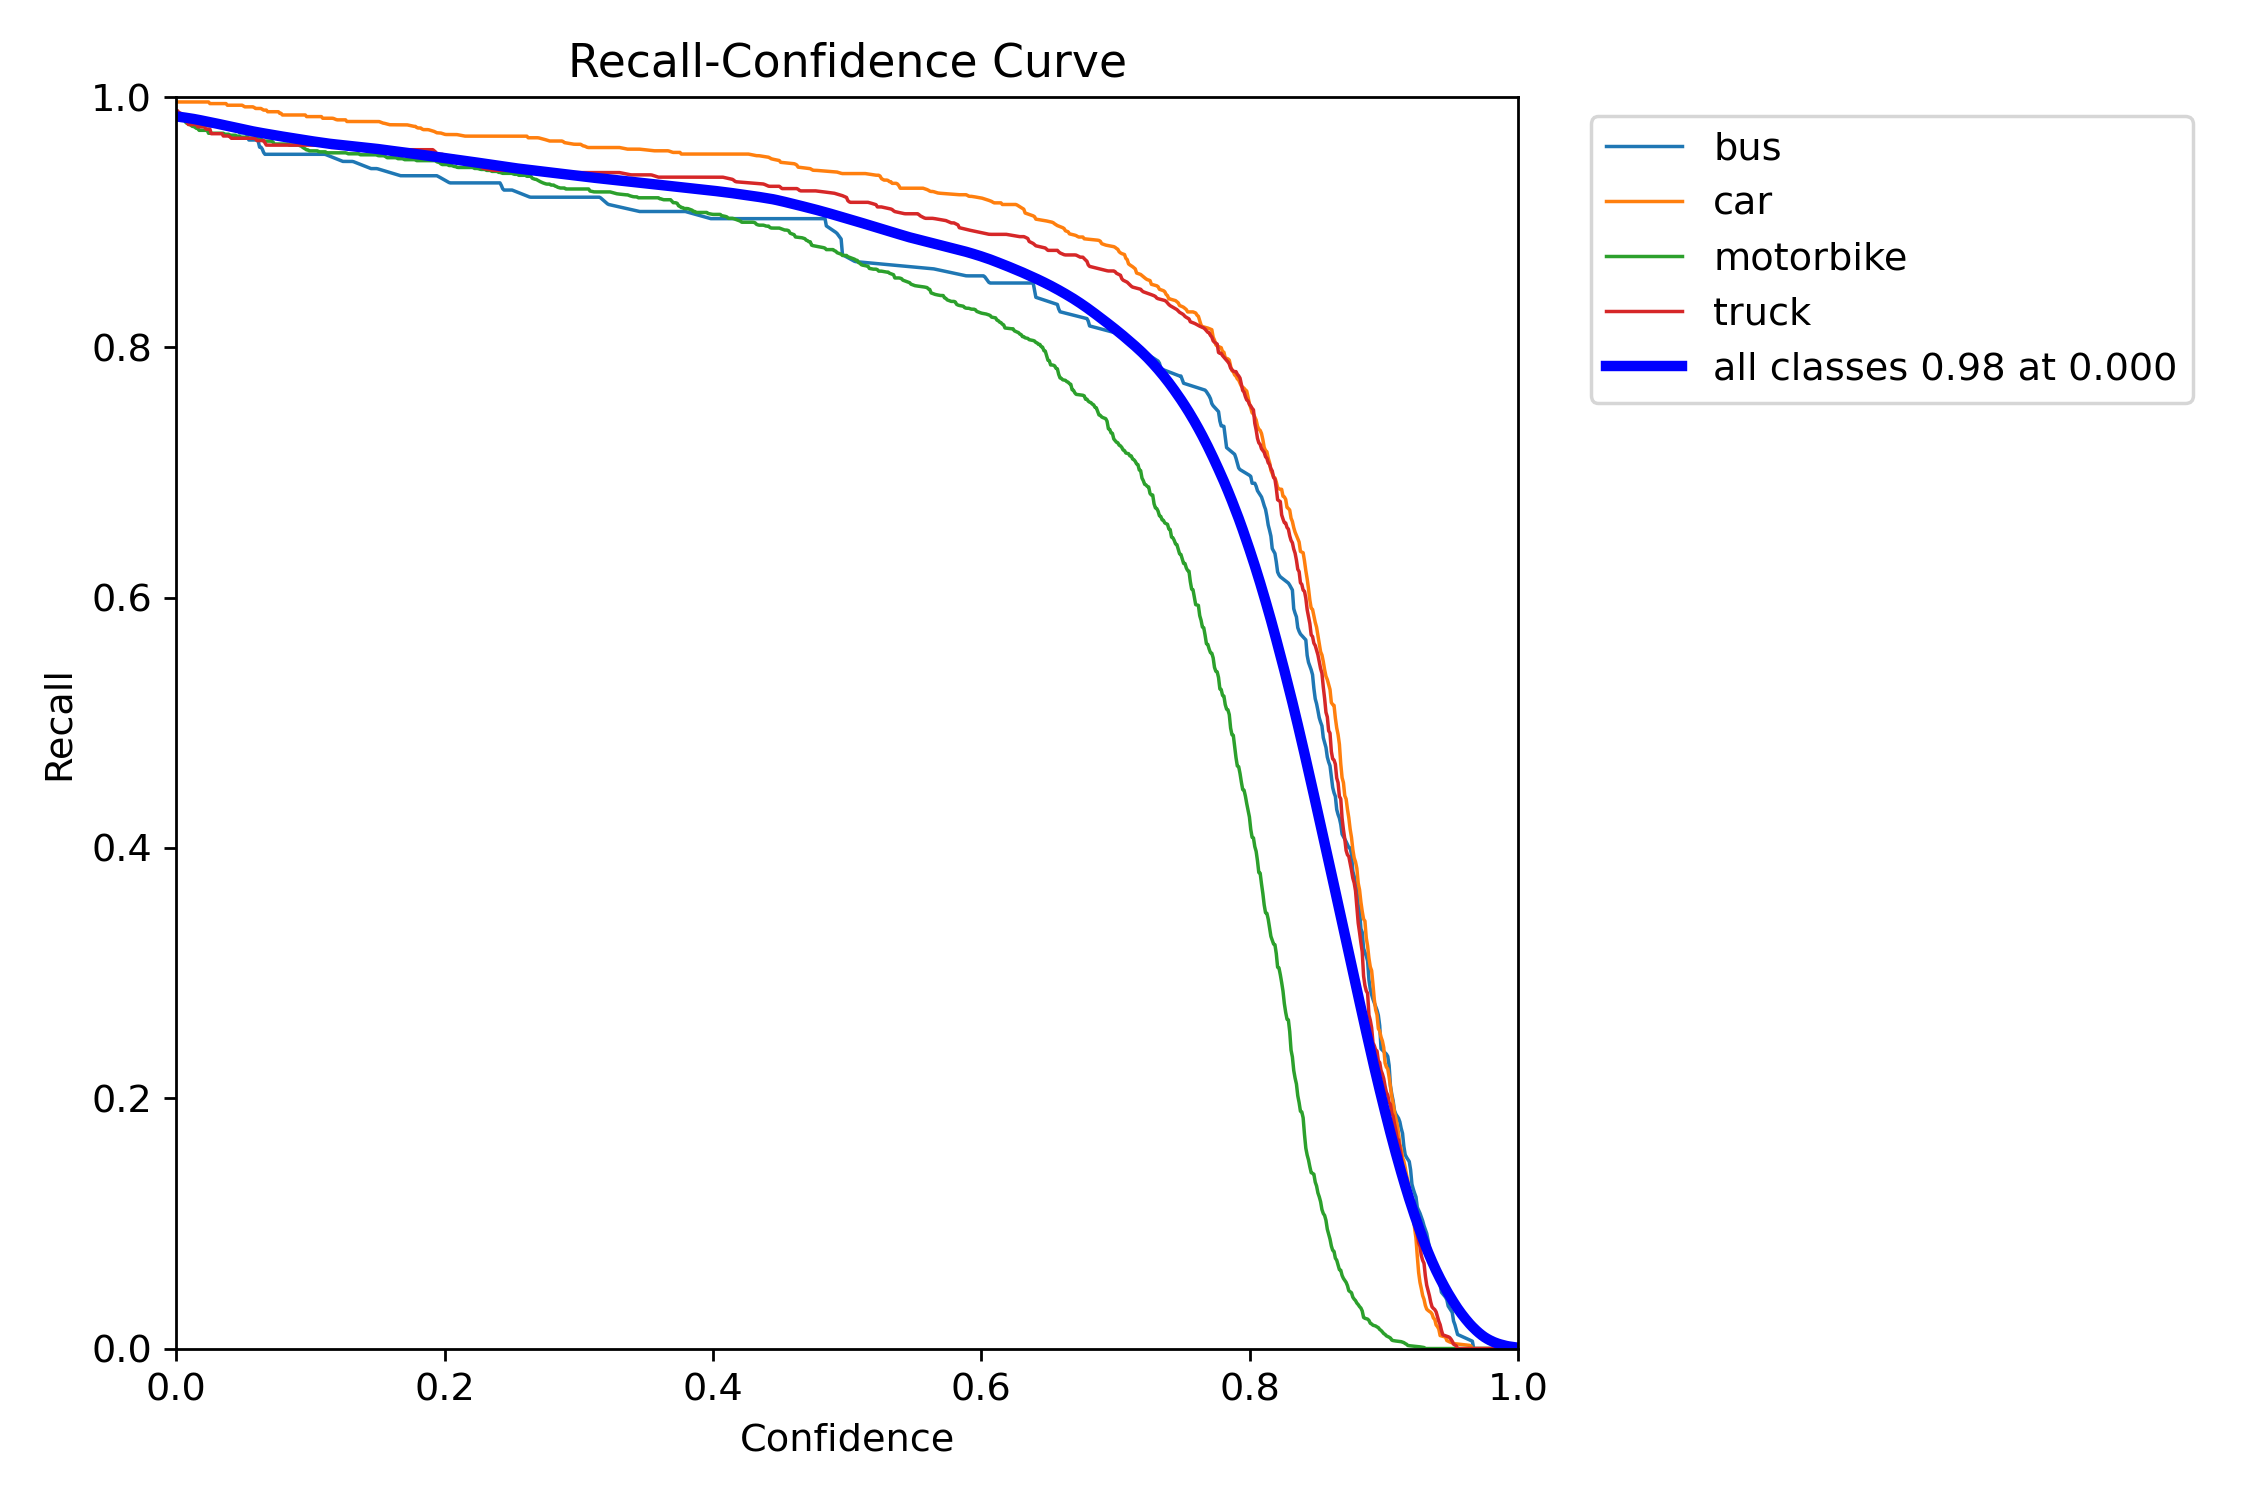 Recall-Confidence Curve
1.0
0.8
0.6
0.4
0.2
0.0
Recall
0.0 0.2 0.4 0.6 0.8 1.0
Confidence
bus
car
motorbike
truck
all classes 0.98 at 0.000